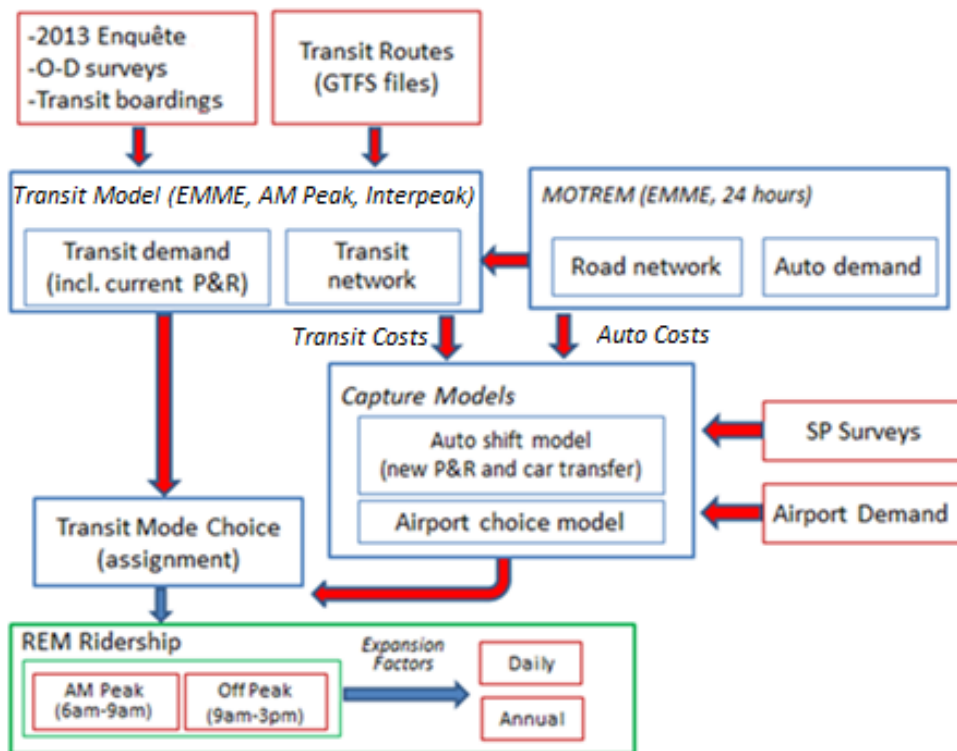 -2013 Enquête
-O-D surveys
-Transit boardings
Transit Routes
(GTFS files)
Transit Model (EMME, AM Peak, Interpeak)
Transit demand
(incl. current P&R)
Transit
network
MOTREM (EMME, 24 hours)
Road network
Auto demand
Transit Costs
Auto Costs
Capture Models
Auto shift model
(new P&R and car transfer)
Airport choice model
SP Surveys
Airport Demand
Transit Mode Choice
(assignment)
REM Ridership
AM Peak
(6am-9am)
Off Peak
(9am-3pm)
Expansion
Factors
Daily
Annual